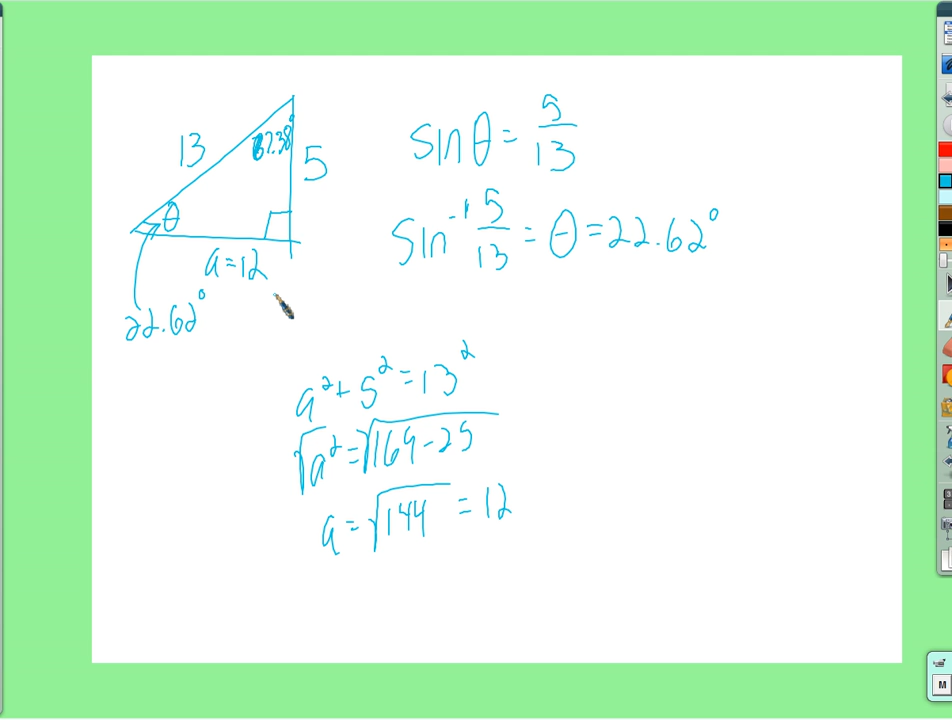 13
67.38°
5
θ
a=12
22.62°
sin θ = 5/13
sin⁻¹ 5/13 = θ = 22.62°
a² + 5² = 13²
√a² = √169-25
a = √144 = 12
M